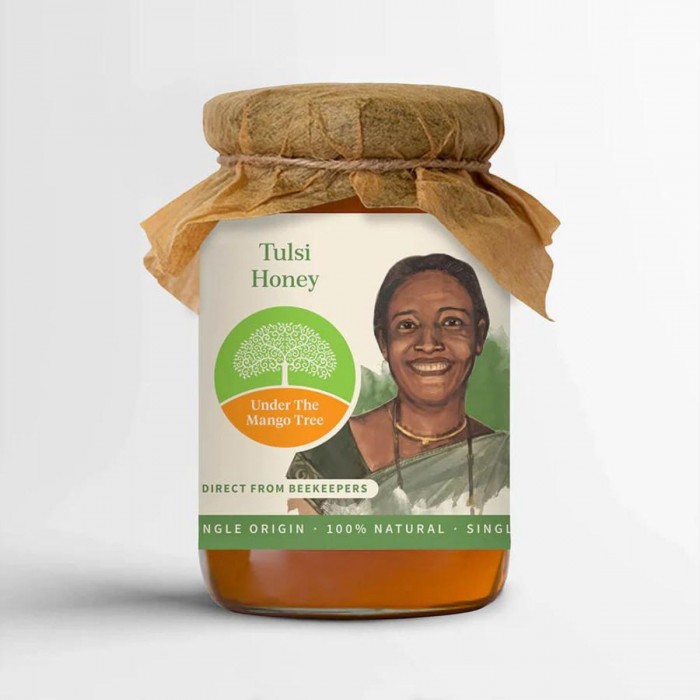 Tulsi
Honey
Under The
Mango Tree
DIRECT FROM BEEKEEPERS
NGLE ORIGIN · 100% NATURAL · SINGL